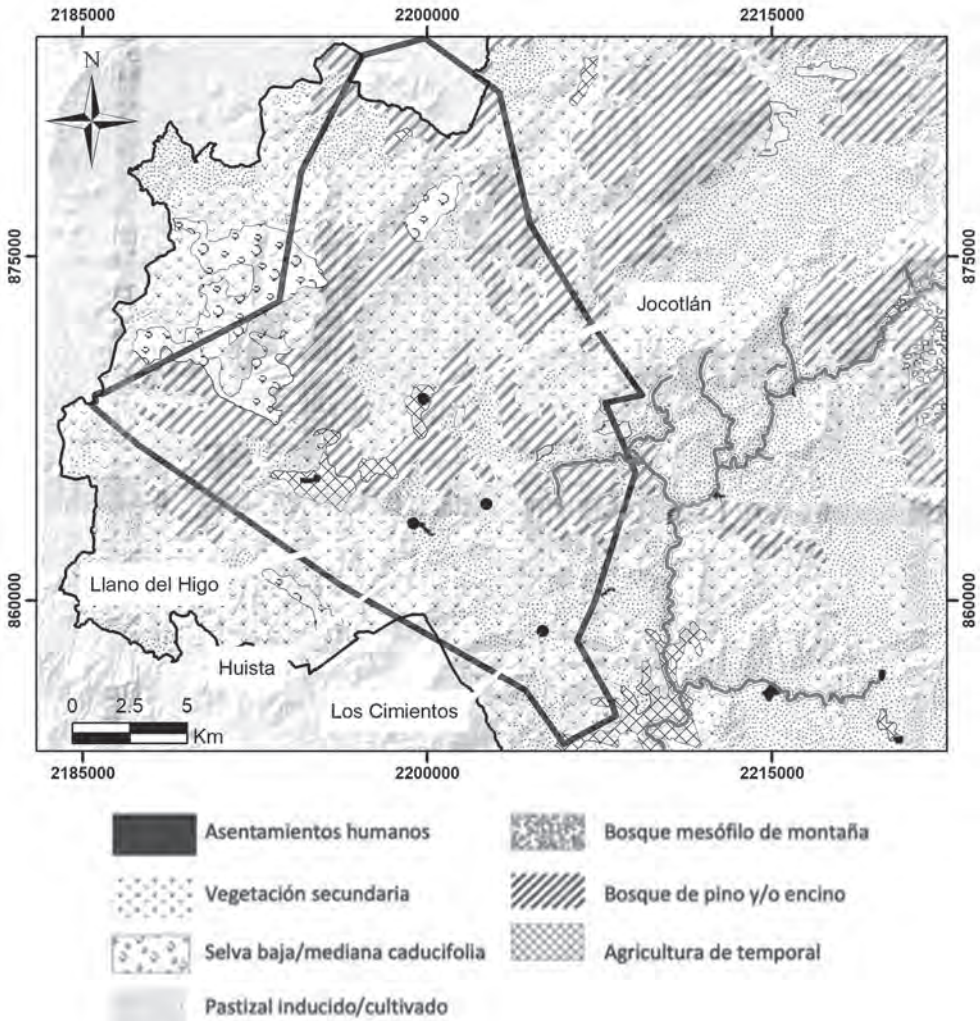 2185000 2200000 2215000
N
875000 875000
Jocotlán
Llano del Higo
860000 860000
Huista
Los Cimientos
0 2.5 5
Km
2185000 2200000 2215000
Asentamientos humanos
Bosque mesófilo de montaña
Vegetación secundaria
Bosque de pino y/o encino
Selva baja/mediana caducifolia
Agricultura de temporal
Pastizal inducido/cultivado